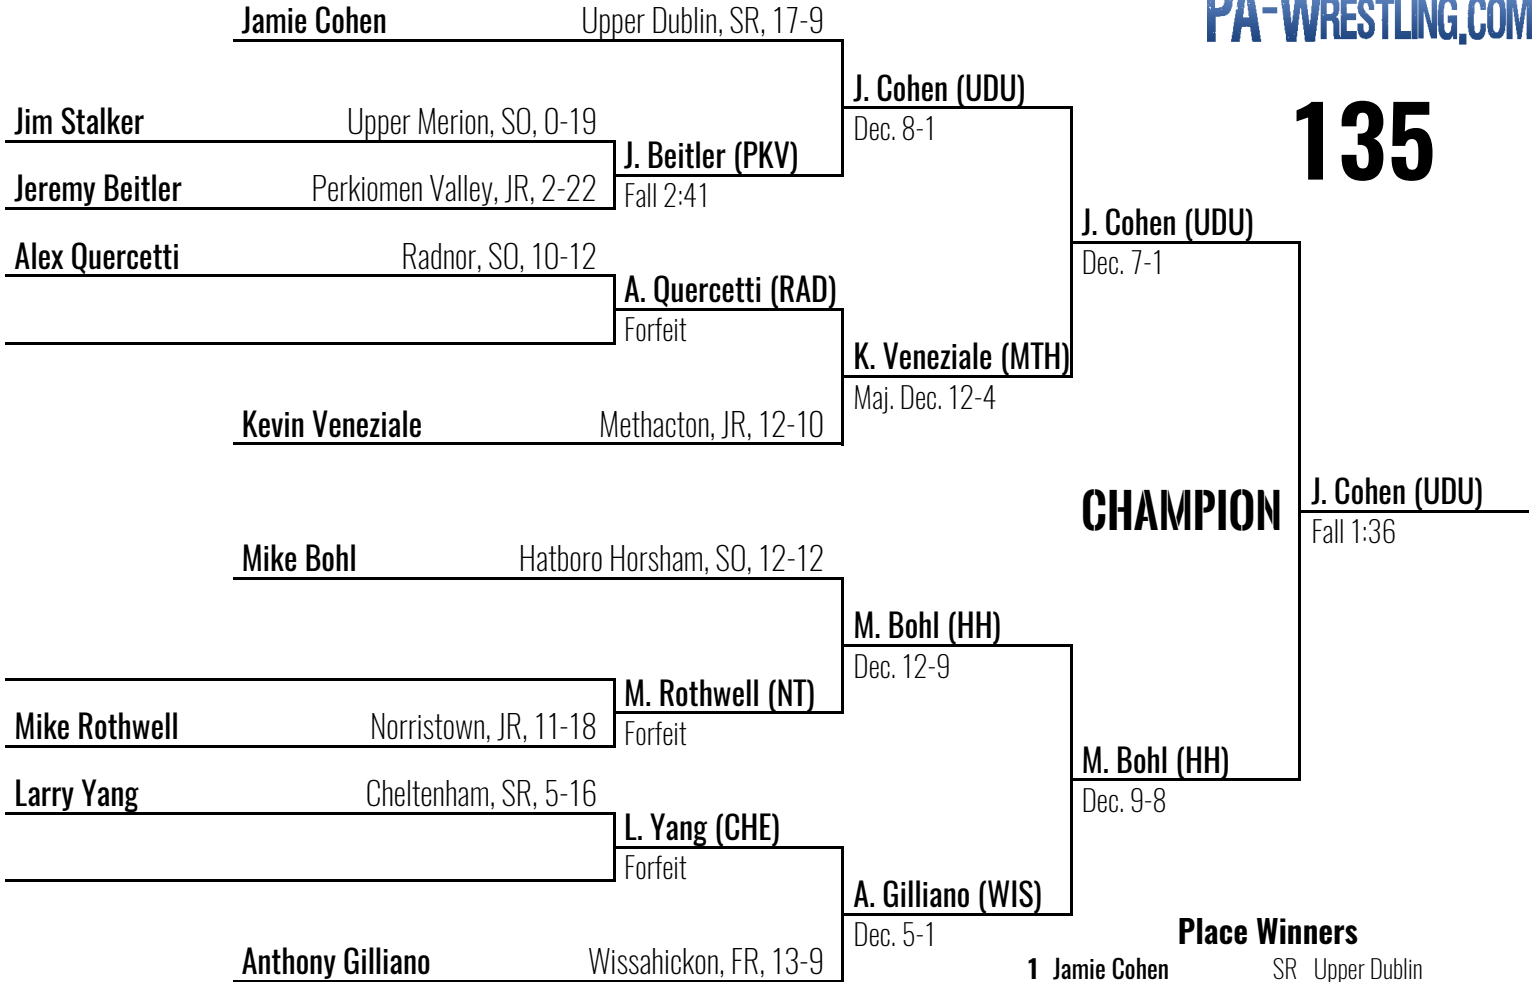 PA-WRESTLING.COM
135
Jamie Cohen Upper Dublin, SR, 17-9
J. Cohen (UDU)
Dec. 8-1
Jim Stalker Upper Merion, SO, 0-19
J. Beitler (PKV)
Fall 2:41
Jeremy Beitler Perkiomen Valley, JR, 2-22
J. Cohen (UDU)
Dec. 7-1
Alex Quercetti Radnor, SO, 10-12
A. Quercetti (RAD)
Forfeit
K. Veneziale (MTH)
Maj. Dec. 12-4
Kevin Veneziale Methacton, JR, 12-10
CHAMPION
J. Cohen (UDU)
Fall 1:36
Mike Bohl Hatboro Horsham, SO, 12-12
M. Bohl (HH)
Dec. 12-9
M. Rothwell (NT)
Forfeit
Mike Rothwell Norristown, JR, 11-18
M. Bohl (HH)
Dec. 9-8
Larry Yang Cheltenham, SR, 5-16
L. Yang (CHE)
Forfeit
A. Gilliano (WIS)
Dec. 5-1
Anthony Gilliano Wissahickon, FR, 13-9
Place Winners
1 Jamie Cohen SR Upper Dublin